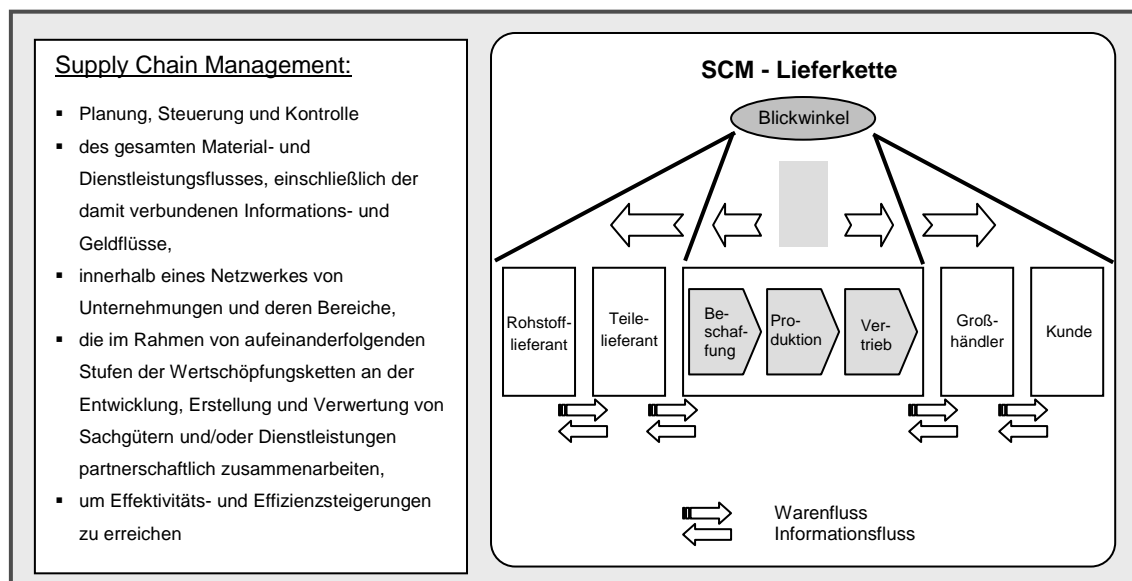 Supply Chain Management:
▪ Planung, Steuerung und Kontrolle
▪ des gesamten Material- und
Dienstleistungsflusses, einschließlich der
damit verbundenen Informations- und
Geldflüsse,
▪ innerhalb eines Netzwerkes von
Unternehmungen und deren Bereiche,
▪ die im Rahmen von aufeinanderfolgenden
Stufen der Wertschöpfungsketten an der
Entwicklung, Erstellung und Verwertung von
Sachgütern und/oder Dienstleistungen
partnerschaftlich zusammenarbeiten,
▪ um Effektivitäts- und Effizienzsteigerungen
zu erreichen
SCM - Lieferkette
Blickwinkel
Rohstoff-
lieferant
Teile-
lieferant
Be-
schaf-
fung
Pro-
duktion
Ver-
trieb
Groß-
händler
Kunde
Warenfluss
Informationsfluss